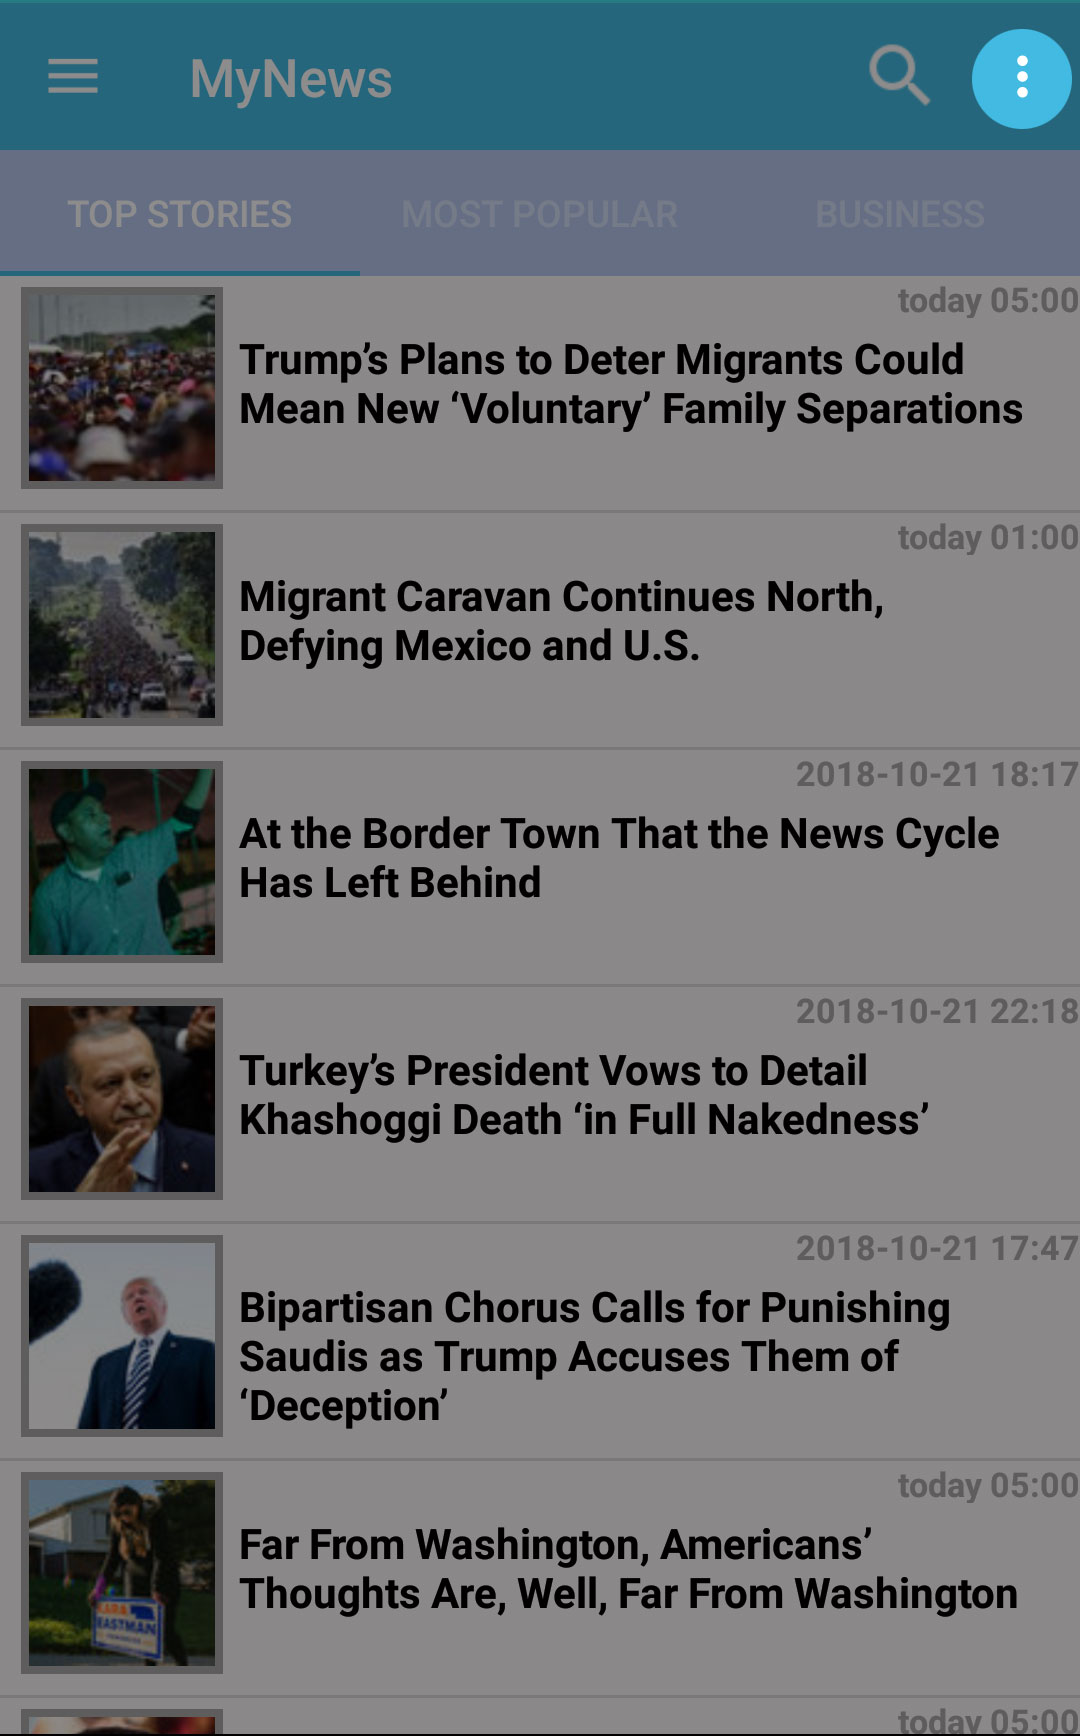 MyNews
TOP STORIES
MOST POPULAR
BUSINESS
today 05:00
Trump’s Plans to Deter Migrants Could
Mean New ‘Voluntary’ Family Separations
today 01:00
Migrant Caravan Continues North,
Defying Mexico and U.S.
2018-10-21 18:17
At the Border Town That the News Cycle
Has Left Behind
2018-10-21 22:18
Turkey’s President Vows to Detail
Khashoggi Death ‘in Full Nakedness’
2018-10-21 17:47
Bipartisan Chorus Calls for Punishing
Saudis as Trump Accuses Them of
‘Deception’
today 05:00
Far From Washington, Americans’
Thoughts Are, Well, Far From Washington
KARA
EASTMAN
today 05:00